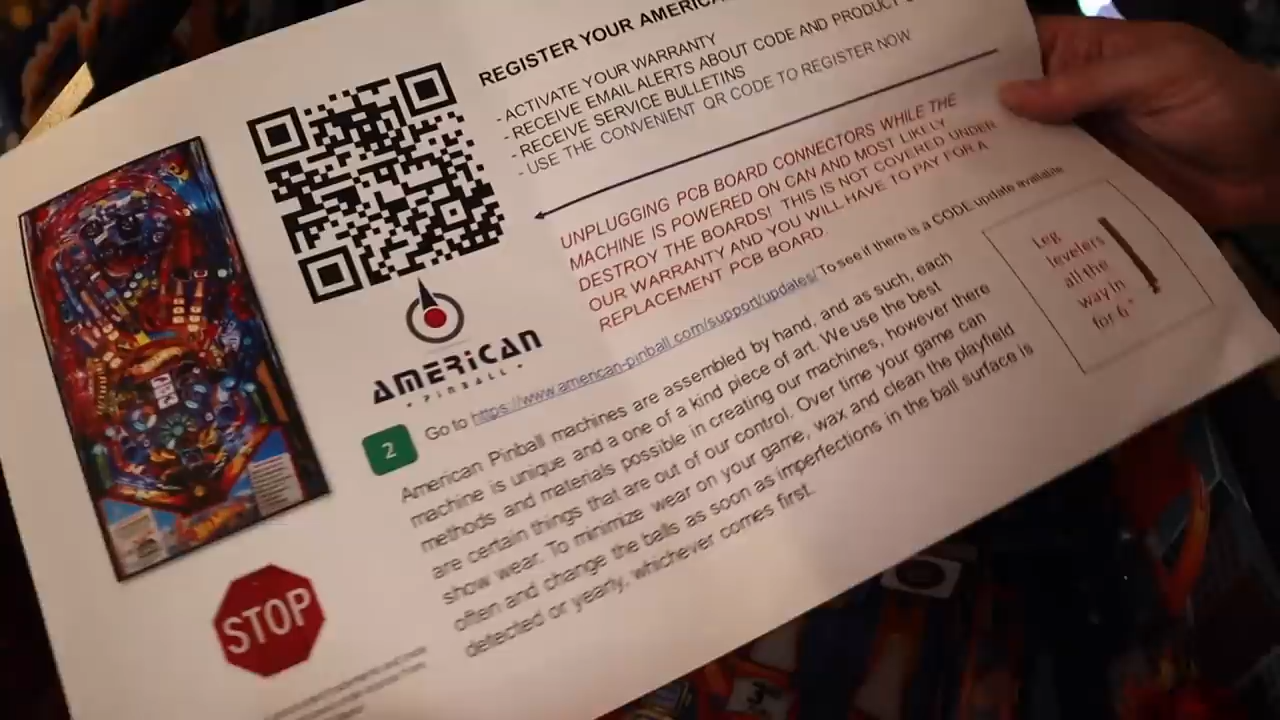 REGISTER YOUR AMERICA
- ACTIVATE YOUR WARRANTY
- RECEIVE EMAIL ALERTS ABOUT CODE AND PRODUCT
- RECEIVE SERVICE BULLETINS
- USE THE CONVENIENT QR CODE TO REGISTER NOW
UNPLUGGING PCB BOARD CONNECTORS WHILE THE
MACHINE IS POWERED ON CAN AND MOST LIKELY
DESTROY THE BOARDS! THIS IS NOT COVERED UNDER
OUR WARRANTY AND YOU WILL HAVE TO PAY FOR A
REPLACEMENT PCB BOARD.
AMERICAN
• PINBALL •
2
Go to https://www.american-pinball.com/support/updates/ To see if there is a CODE update available
Leg
levelers
all the
way in
for 6°
American Pinball machines are assembled by hand, and as such, each
machine is unique and a one of a kind piece of art. We use the best
methods and materials possible in creating our machines, however there
are certain things that are out of our control. Over time your game can
show wear. To minimize wear on your game, wax and clean the playfield
often and change the balls as soon as imperfections in the ball surface is
detected or yearly, whichever comes first.
STOP